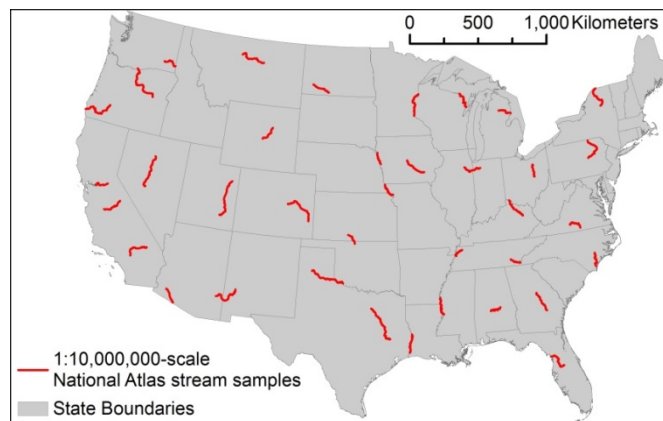 0 500 1,000 Kilometers
1:10,000,000-scale
National Atlas stream samples
State Boundaries